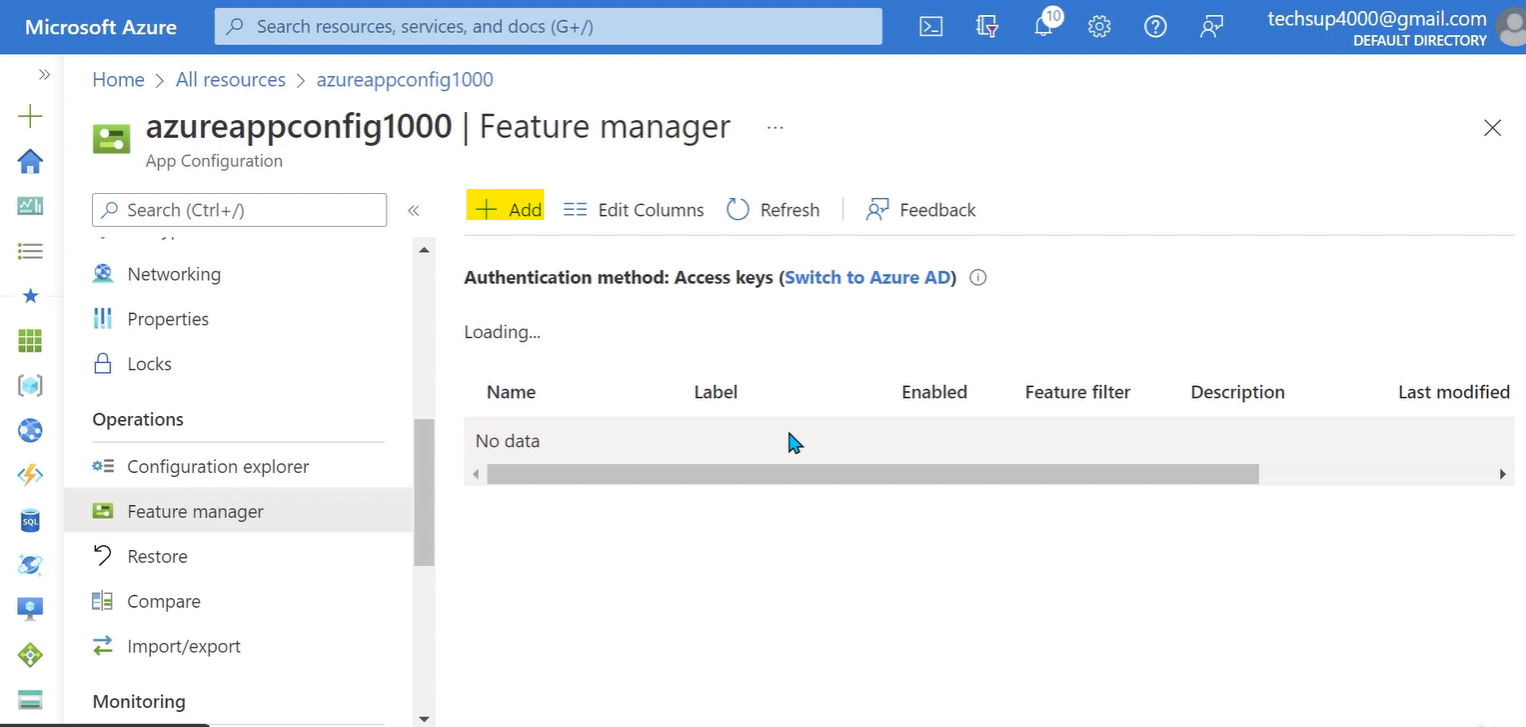 Microsoft Azure
Search resources, services, and docs (G+/)
10
techsup4000@gmail.com
DEFAULT DIRECTORY
Home > All resources > azureappconfig1000
azureappconfig1000 | Feature manager ...
App Configuration
Search (Ctrl+/)
Add
Edit Columns
Refresh
Feedback
Networking
Properties
Locks
Operations
Configuration explorer
Feature manager
Restore
Compare
Import/export
Monitoring
Authentication method: Access keys (Switch to Azure AD)
Loading...
Name Label Enabled Feature filter Description Last modified
No data
SQL